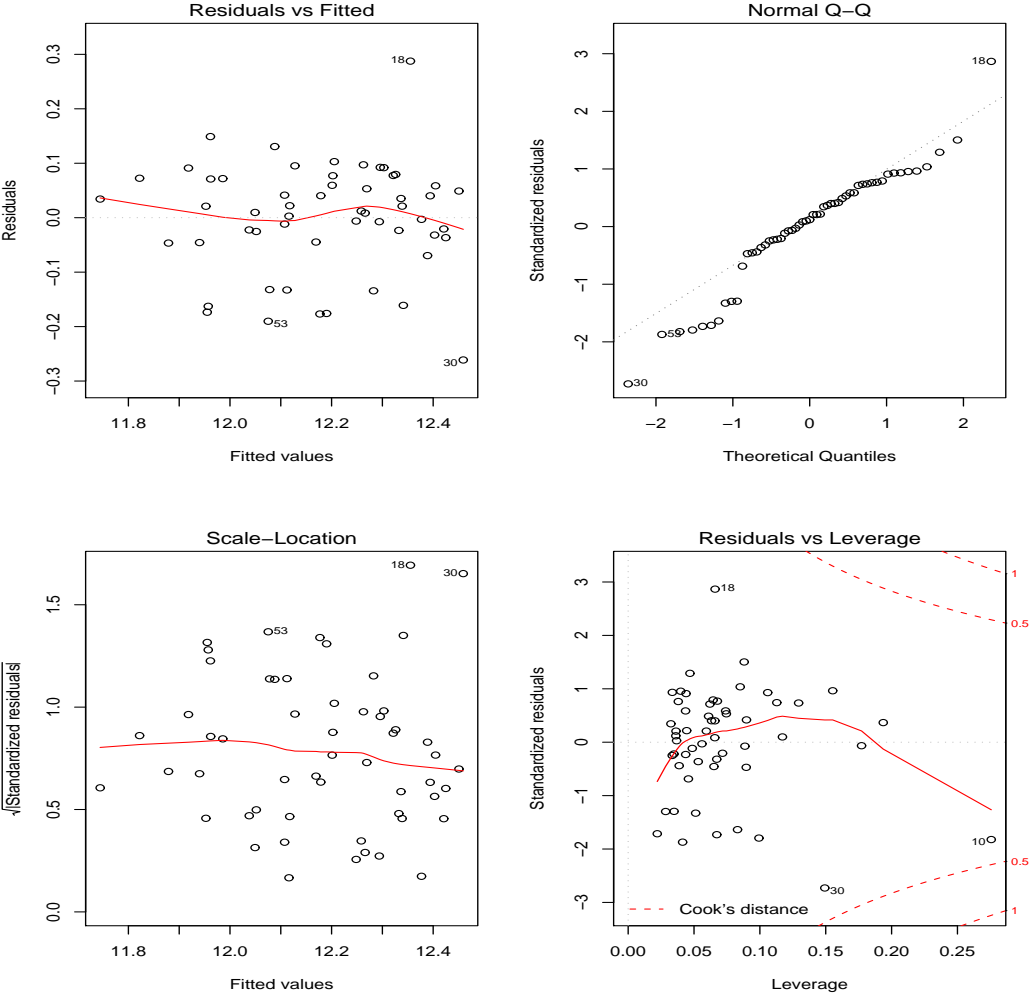 Residuals vs Fitted
Residuals
0.3
0.2
0.1
0.0
−0.1
−0.2
−0.3
18
53
30
11.8 12.0 12.2 12.4
Fitted values
Normal Q−Q
Standardized residuals
3
2
1
0
−1
−2
18
53
30
−2 −1 0 1 2
Theoretical Quantiles
Scale−Location
√|Standardized residuals|
1.5
1.0
0.5
0.0
18
30
53
11.8 12.0 12.2 12.4
Fitted values
Residuals vs Leverage
Standardized residuals
3
2
1
0
−1
−2
−3
18
10
30
1
0.5
0.5
1
Cook's distance
0.00 0.05 0.10 0.15 0.20 0.25
Leverage